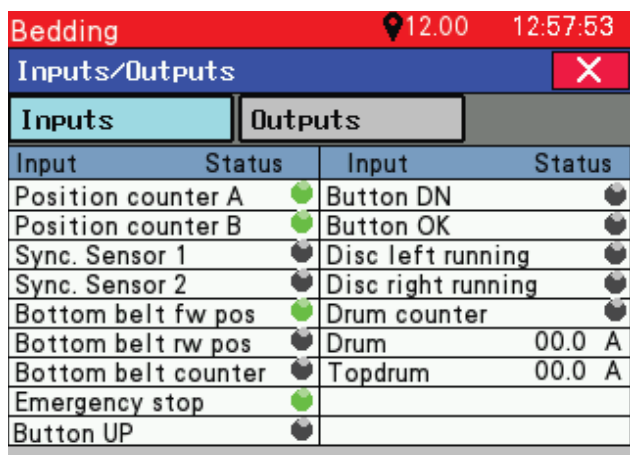 Bedding 12.00 12:57:53
Inputs/Outputs
Inputs Outputs
Input Status Input Status
Position counter A Button DN
Position counter B Button OK
Sync. Sensor 1 Disc left running
Sync. Sensor 2 Disc right running
Bottom belt fw pos Drum counter
Bottom belt rw pos Drum 00.0 A
Bottom belt counter Topdrum 00.0 A
Emergency stop
Button UP